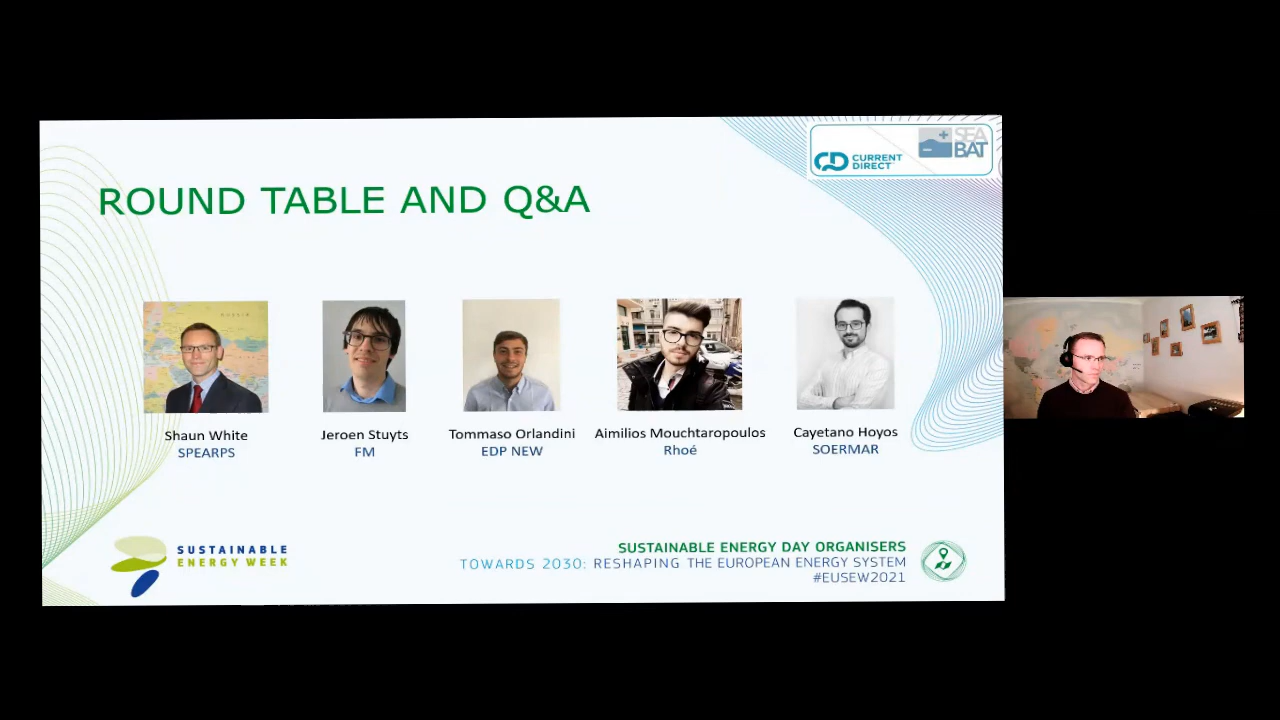 SEA
BAT
CURRENT
DIRECT
ROUND TABLE AND Q&A
Shaun White
SPEARPS
Jeroen Stuyts
FM
Tommaso Orlandini
EDP NEW
Aimilios Mouchtaropoulos
Rhoé
Cayetano Hoyos
SOERMAR
SUSTAINABLE
ENERGY WEEK
SUSTAINABLE ENERGY DAY ORGANISERS
TOWARDS 2030: RESHAPING THE EUROPEAN ENERGY SYSTEM
#EUSEW2021